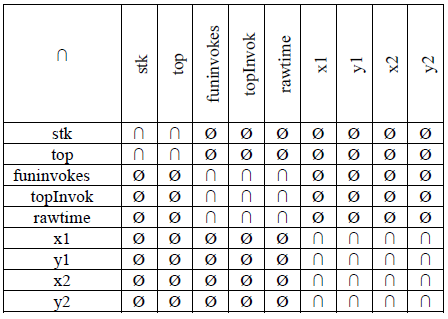 ∩ stk top funinvokes topInvok rawtime x1 y1 x2 y2
stk ∩ ∩ Ø Ø Ø Ø Ø Ø Ø
top ∩ ∩ Ø Ø Ø Ø Ø Ø Ø
funinvokes Ø Ø ∩ ∩ ∩ Ø Ø Ø Ø
topInvok Ø Ø ∩ ∩ ∩ Ø Ø Ø Ø
rawtime Ø Ø ∩ ∩ ∩ Ø Ø Ø Ø
x1 Ø Ø Ø Ø Ø ∩ ∩ ∩ ∩
y1 Ø Ø Ø Ø Ø ∩ ∩ ∩ ∩
x2 Ø Ø Ø Ø Ø ∩ ∩ ∩ ∩
y2 Ø Ø Ø Ø Ø ∩ ∩ ∩ ∩